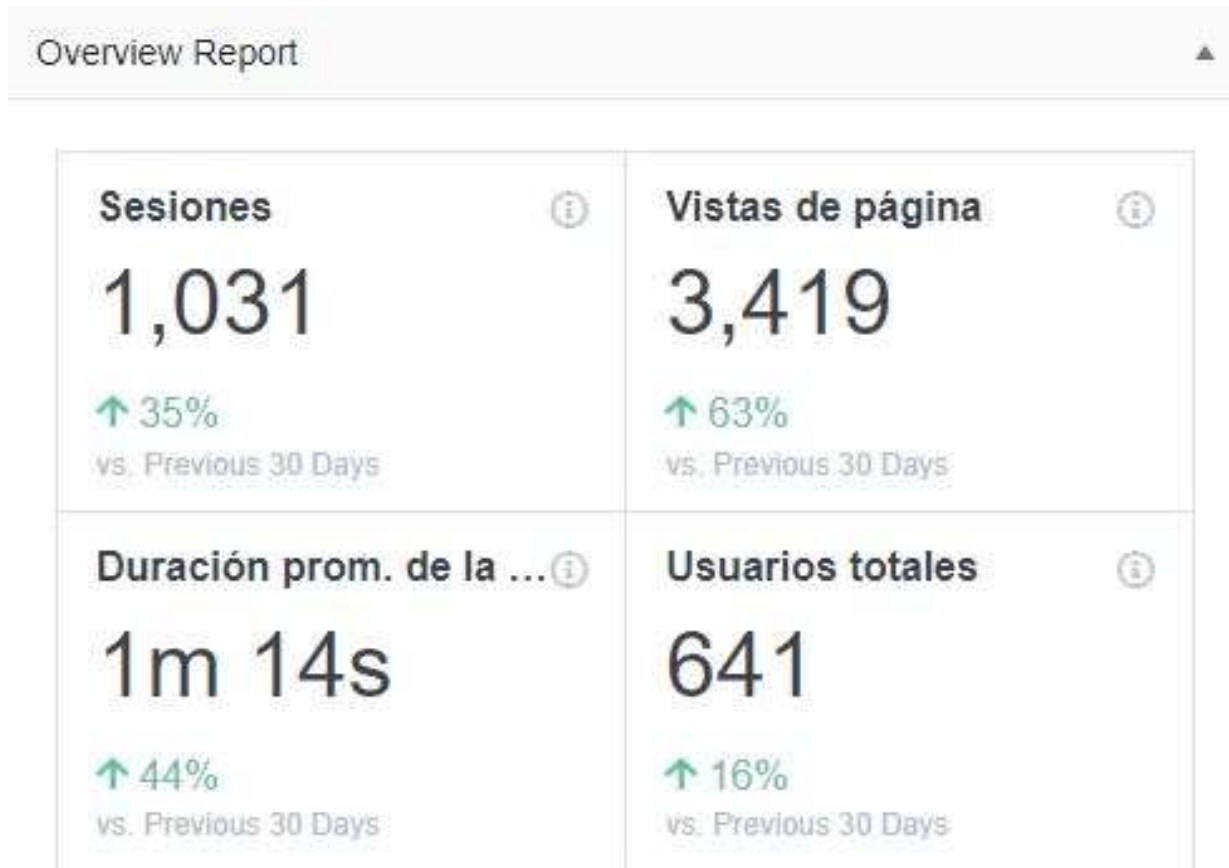 Overview Report
Sesiones
1,031
35%
vs. Previous 30 Days
Vistas de página
3,419
63%
vs. Previous 30 Days
Duración prom. de la ...
1m 14s
44%
vs. Previous 30 Days
Usuarios totales
641
16%
vs. Previous 30 Days